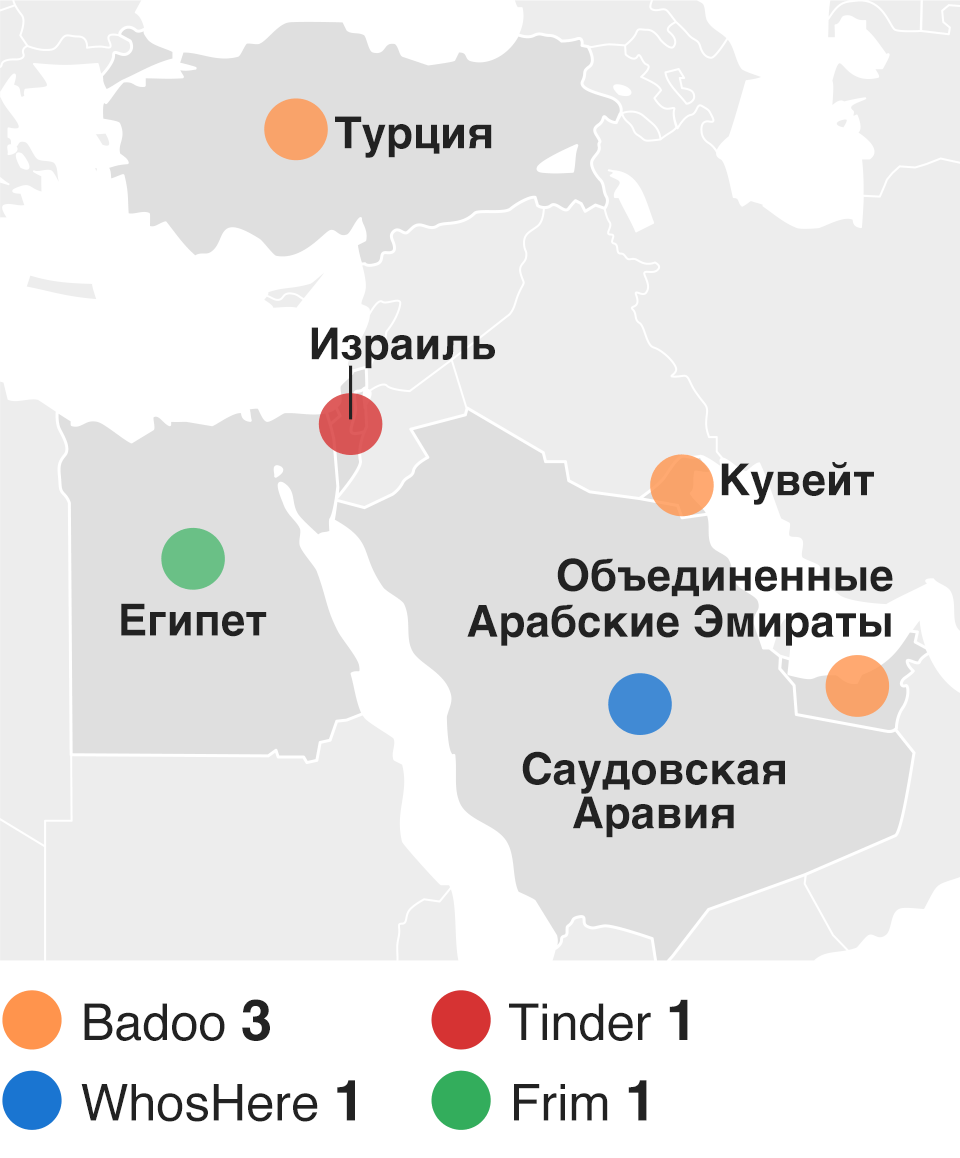 Турция
Израиль
Кувейт
Объединенные
Арабские Эмираты
Египет
Саудовская
Аравия
Badoo 3
Tinder 1
WhosHere 1
Frim 1